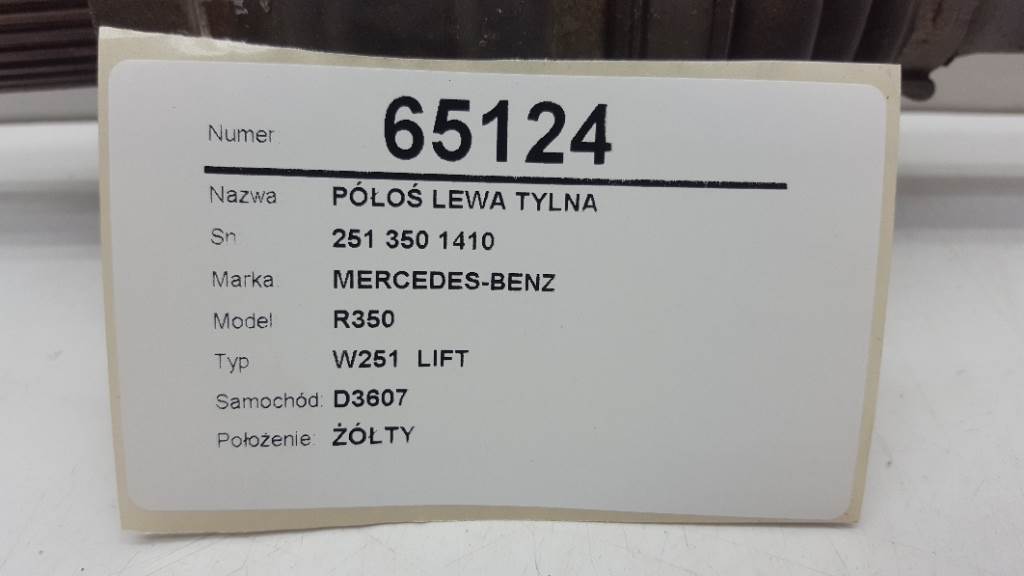 Numer 65124
Nazwa PÓŁOŚ LEWA TYLNA
Sn 251 350 1410
Marka MERCEDES-BENZ
Model R350
Typ W251 LIFT
Samochód: D3607
Położenie: ŻÓŁTY